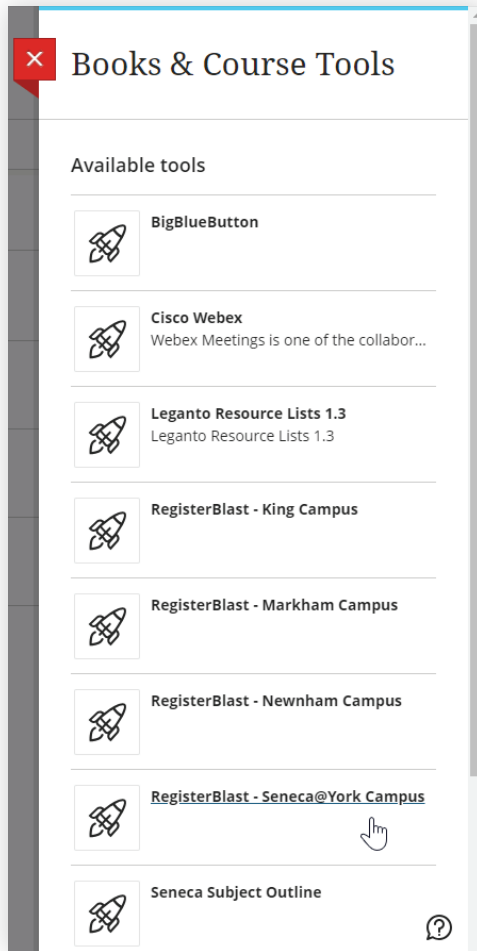 Books & Course Tools
Available tools
BigBlueButton
Cisco Webex
Webex Meetings is one of the collabor...
Leganto Resource Lists 1.3
Leganto Resource Lists 1.3
RegisterBlast - King Campus
RegisterBlast - Markham Campus
RegisterBlast - Newnham Campus
RegisterBlast - Seneca@York Campus
Seneca Subject Outline